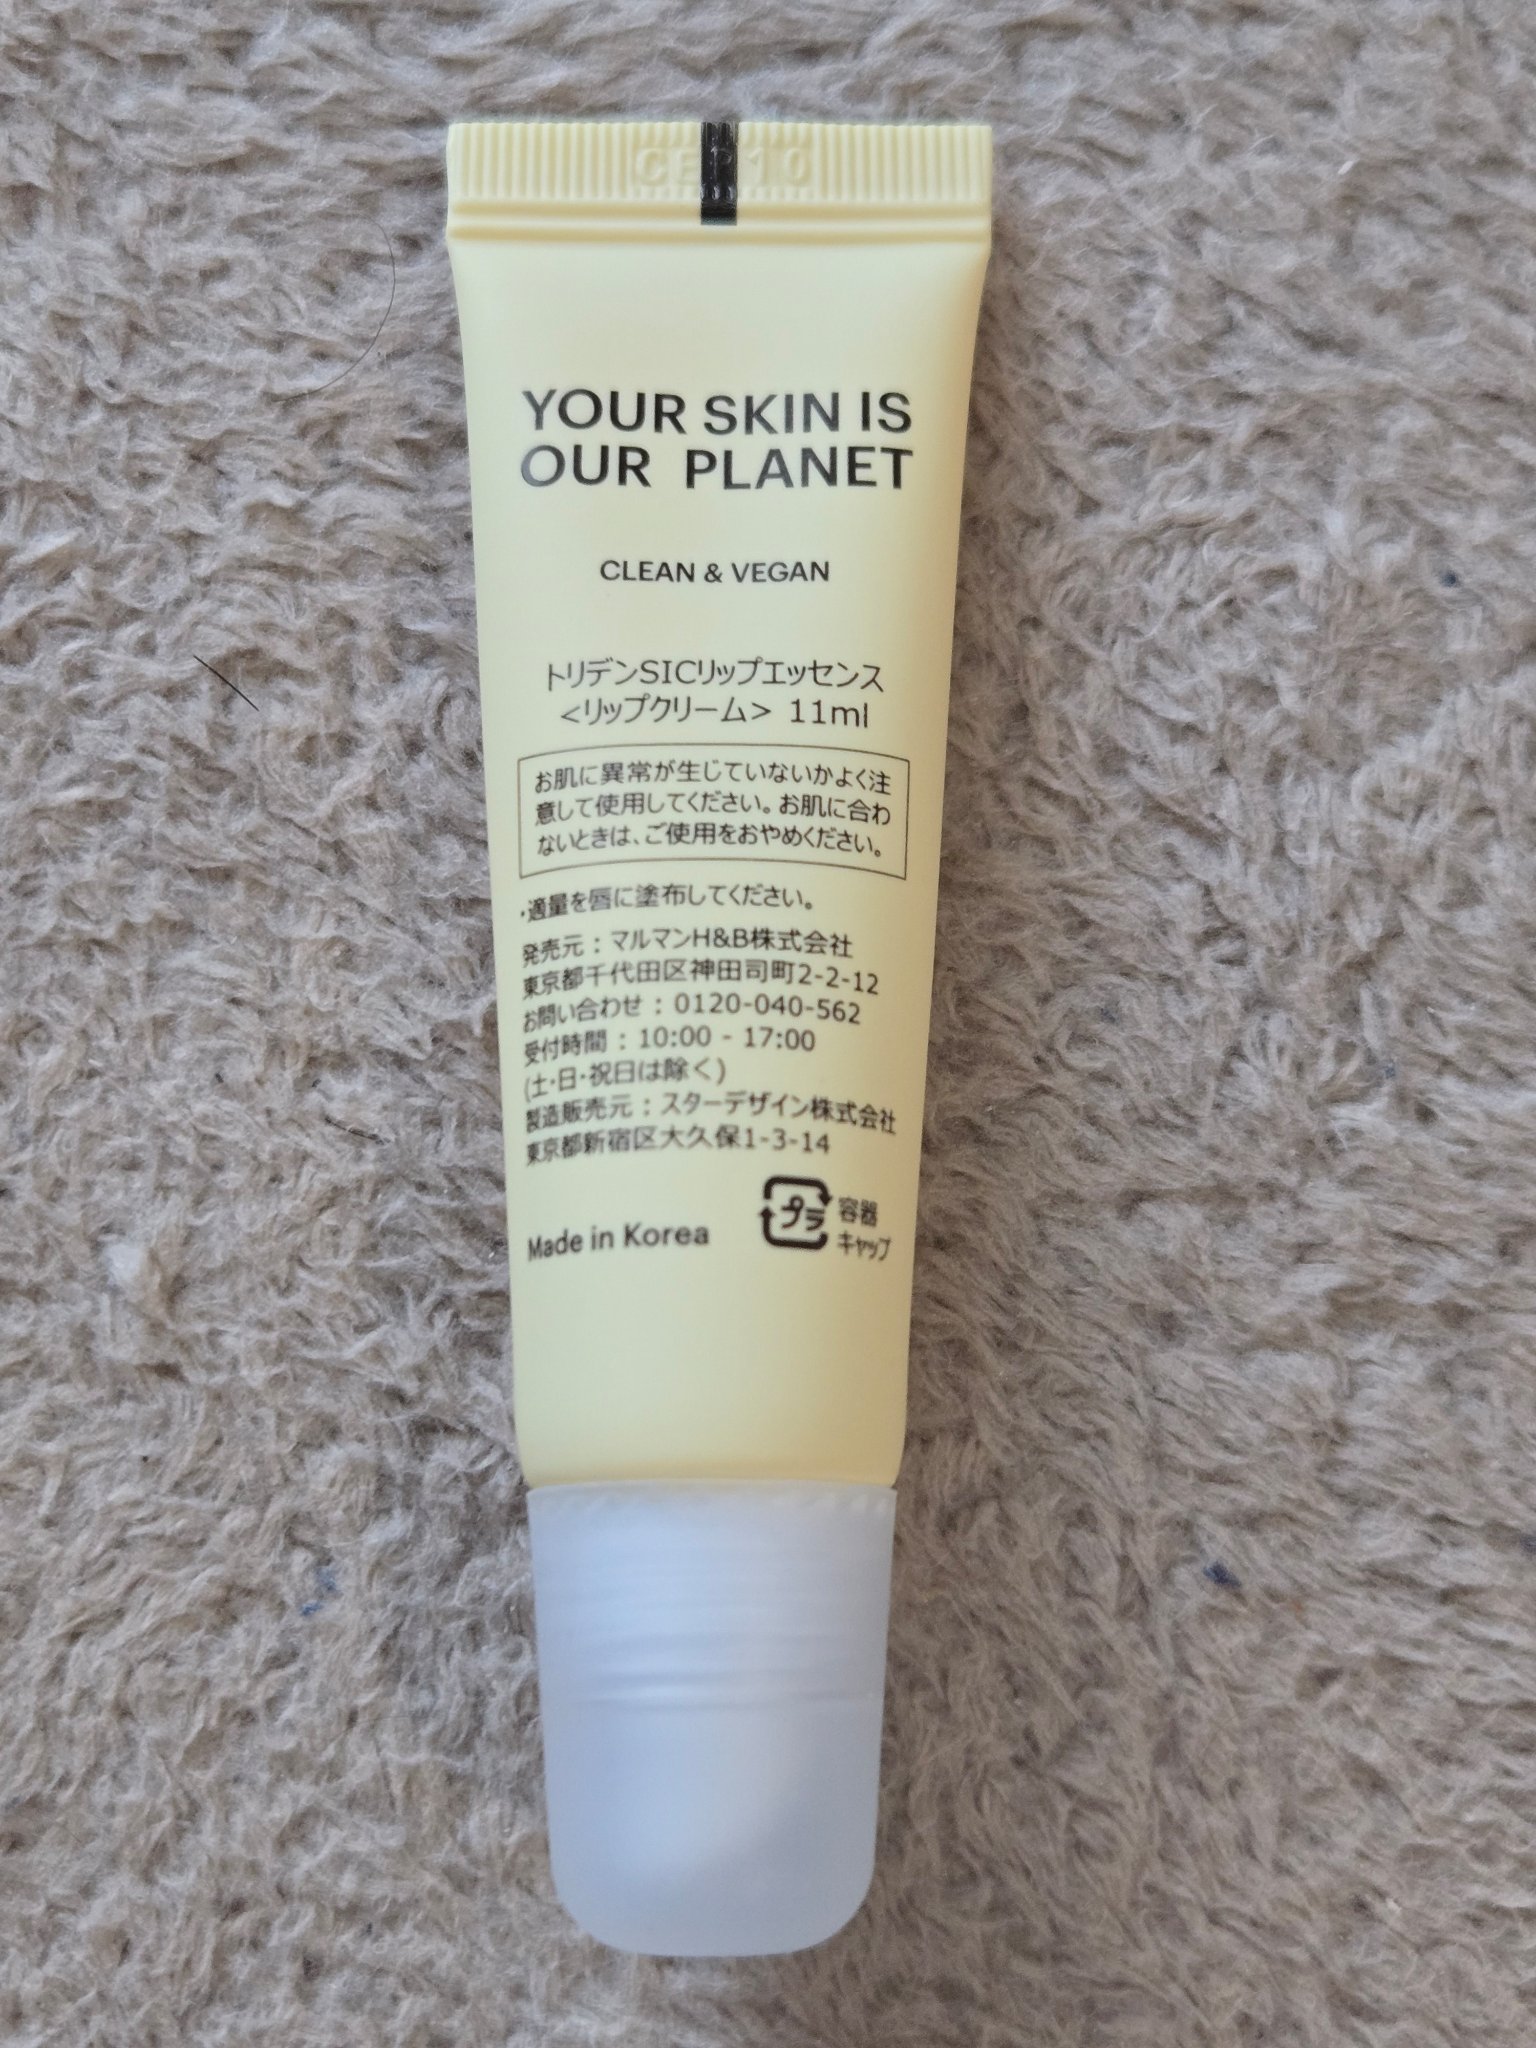 YOUR SKIN IS
OUR PLANET
CLEAN & VEGAN
トリデンSICリップエッセンス
<リップクリーム> 11ml
お肌に異常が生じていないかよく注
意して使用してください。お肌に合わ
ないときは、ご使用をおやめください。
・適量を唇に塗布してください。
発売元：マルマンH&B株式会社
東京都千代田区神田司町2-2-12
お問い合わせ：0120-040-562
受付時間：10:00 - 17:00
(土・日・祝日は除く)
製造販売元：スターデザイン株式会社
東京都新宿区大久保1-3-14
Made in Korea
プラ
容器
キャップ